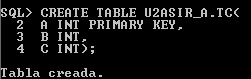 SQL> CREATE TABLE U2ASIR_A.TC(
2 A INT PRIMARY KEY,
3 B INT,
4 C INT);
Tabla creada.